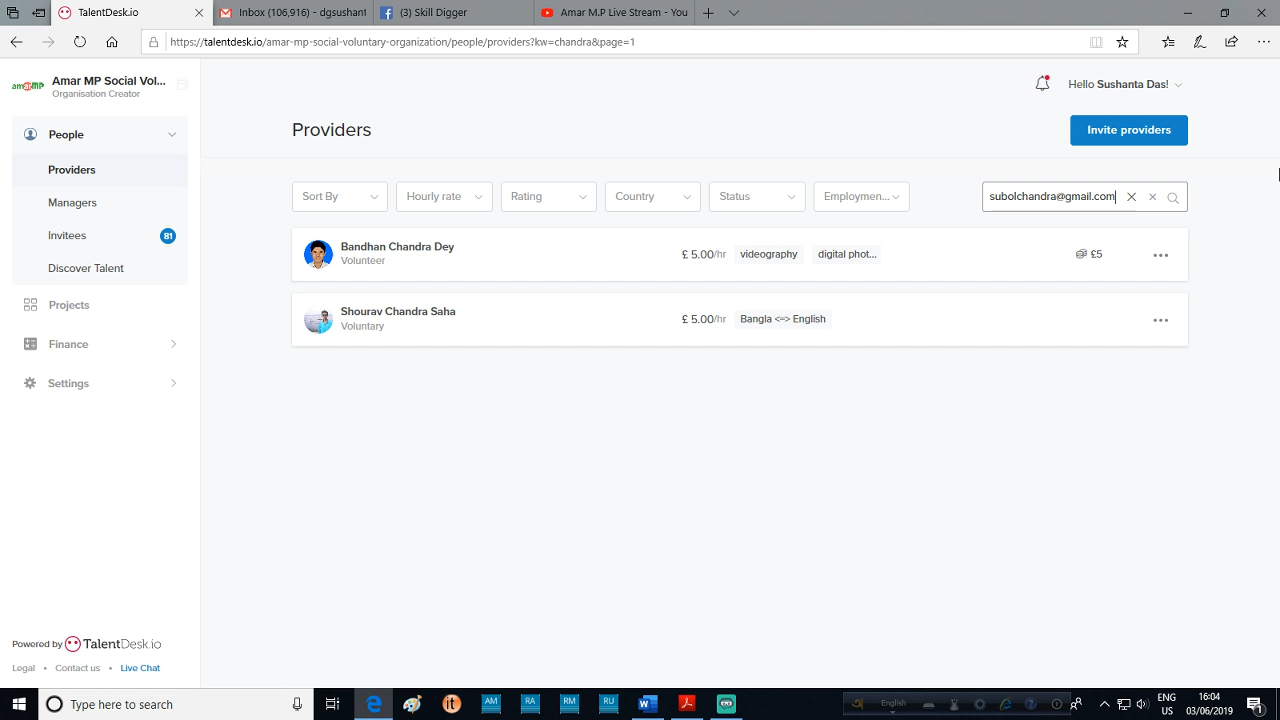 TalentDesk.io
Inbox (106,916) - dgsushant
(3) Skill Digger
Amar M.P Live Stream - You
https://talentdesk.io/amar-mp-social-voluntary-organization/people/providers?kw=chandra&page=1
amarMP
Amar MP Social Vol...
Organisation Creator
Hello Sushanta Das!
People
Providers
Managers
Invitees
81
Discover Talent
Projects
Finance
Settings
Providers
Invite providers
Sort By
Hourly rate
Rating
Country
Status
Employmen...
subolchandra@gmail.com
Bandhan Chandra Dey
Volunteer
£ 5.00/hr
videography
digital phot...
£5
Shourav Chandra Saha
Voluntary
£ 5.00/hr
Bangla <=> English
Powered by TalentDesk.io
Legal • Contact us • Live Chat
Type here to search
AM
RA
RM
RU
English
ENG
US
16:04
03/06/2019
1